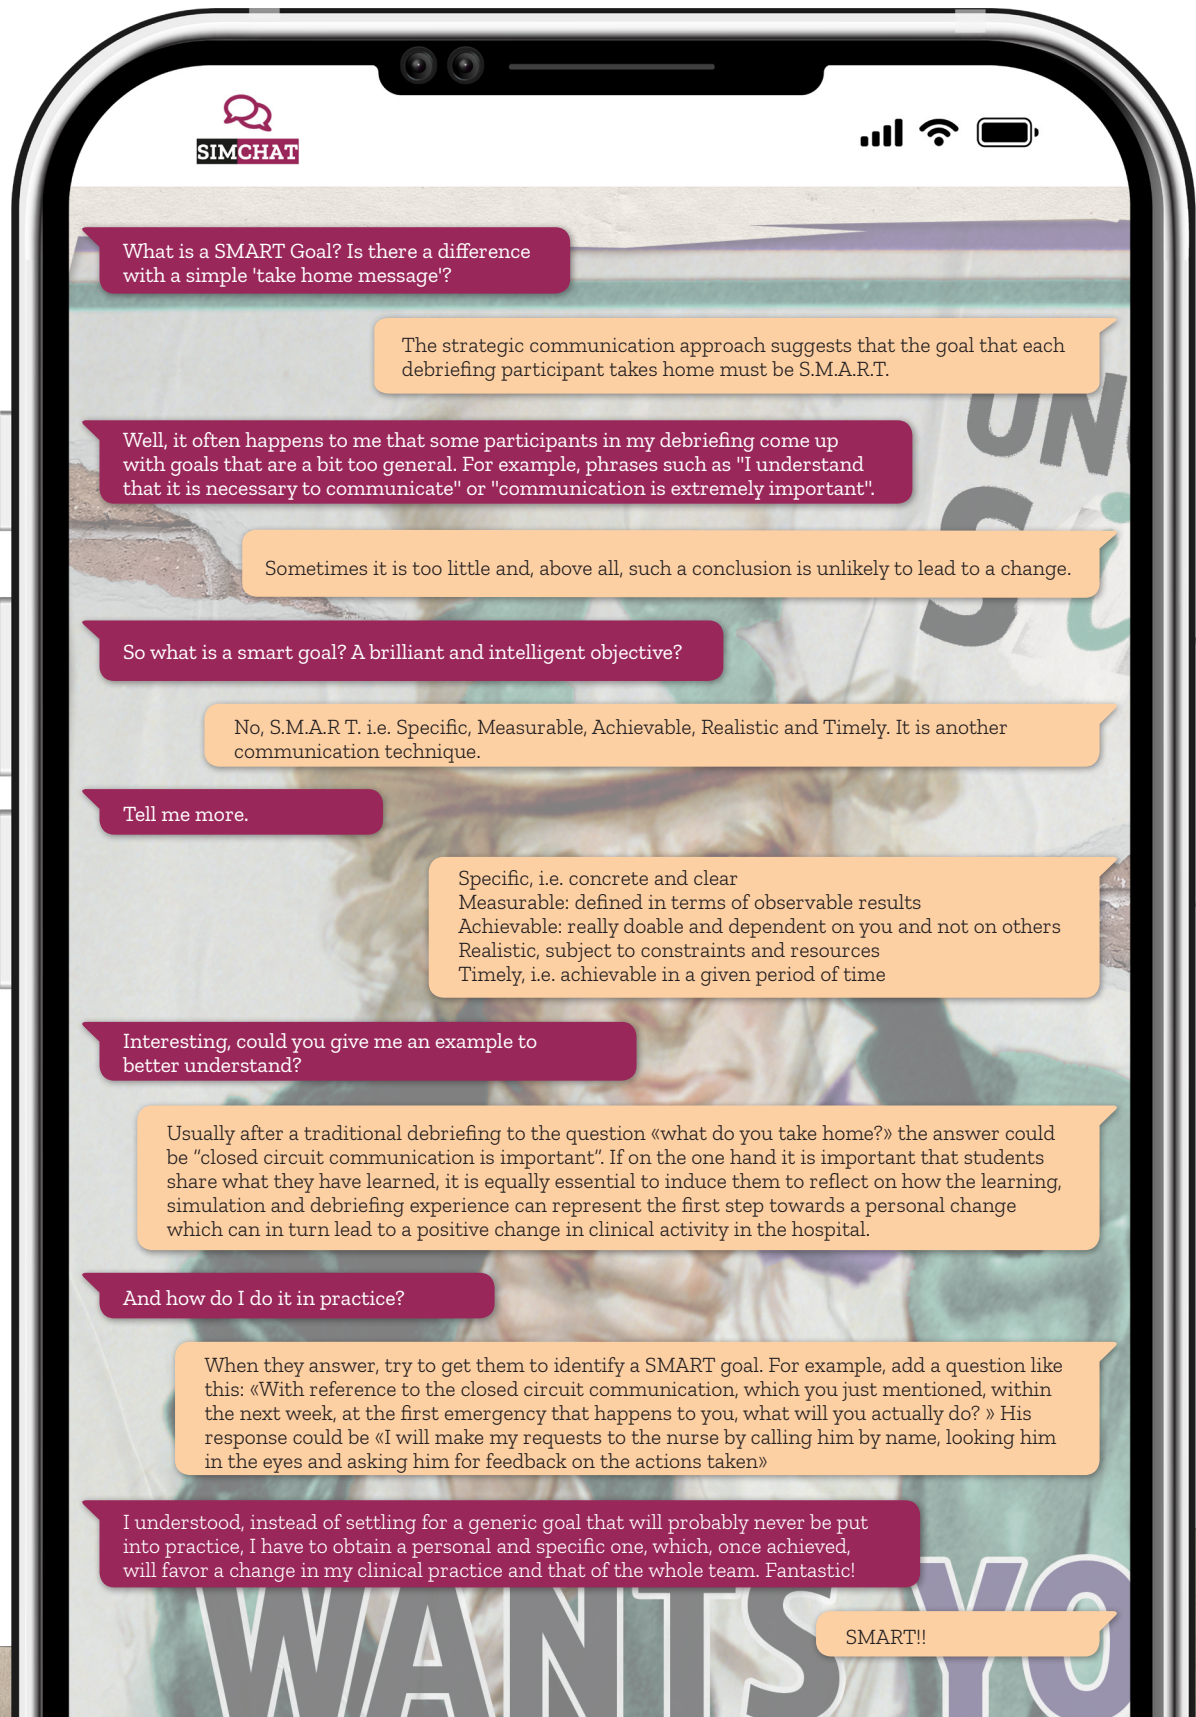 SIMCHAT
What is a SMART Goal? Is there a difference
with a simple 'take home message'?
The strategic communication approach suggests that the goal that each
debriefing participant takes home must be S.M.A.R.T.
UN
Well, it often happens to me that some participants in my debriefing come up
with goals that are a bit too general. For example, phrases such as "I understand
that it is necessary to communicate" or "communication is extremely important".
S
Sometimes it is too little and, above all, such a conclusion is unlikely to lead to a change.
So what is a smart goal? A brilliant and intelligent objective?
No, S.M.A.R T. i.e. Specific, Measurable, Achievable, Realistic and Timely. It is another
communication technique.
Tell me more.
Specific, i.e. concrete and clear
Measurable: defined in terms of observable results
Achievable: really doable and dependent on you and not on others
Realistic, subject to constraints and resources
Timely, i.e. achievable in a given period of time
Interesting, could you give me an example to
better understand?
Usually after a traditional debriefing to the question «what do you take home?» the answer could
be “closed circuit communication is important“. If on the one hand it is important that students
share what they have learned, it is equally essential to induce them to reflect on how the learning,
simulation and debriefing experience can represent the first step towards a personal change
which can in turn lead to a positive change in clinical activity in the hospital.
And how do I do it in practice?
When they answer, try to get them to identify a SMART goal. For example, add a question like
this: «With reference to the closed circuit communication, which you just mentioned, within
the next week, at the first emergency that happens to you, what will you actually do? » His
response could be «I will make my requests to the nurse by calling him by name, looking him
in the eyes and asking him for feedback on the actions taken»
I understood, instead of settling for a generic goal that will probably never be put
into practice, I have to obtain a personal and specific one, which, once achieved,
will favor a change in my clinical practice and that of the whole team. Fantastic!
WANTS YO
SMART!!